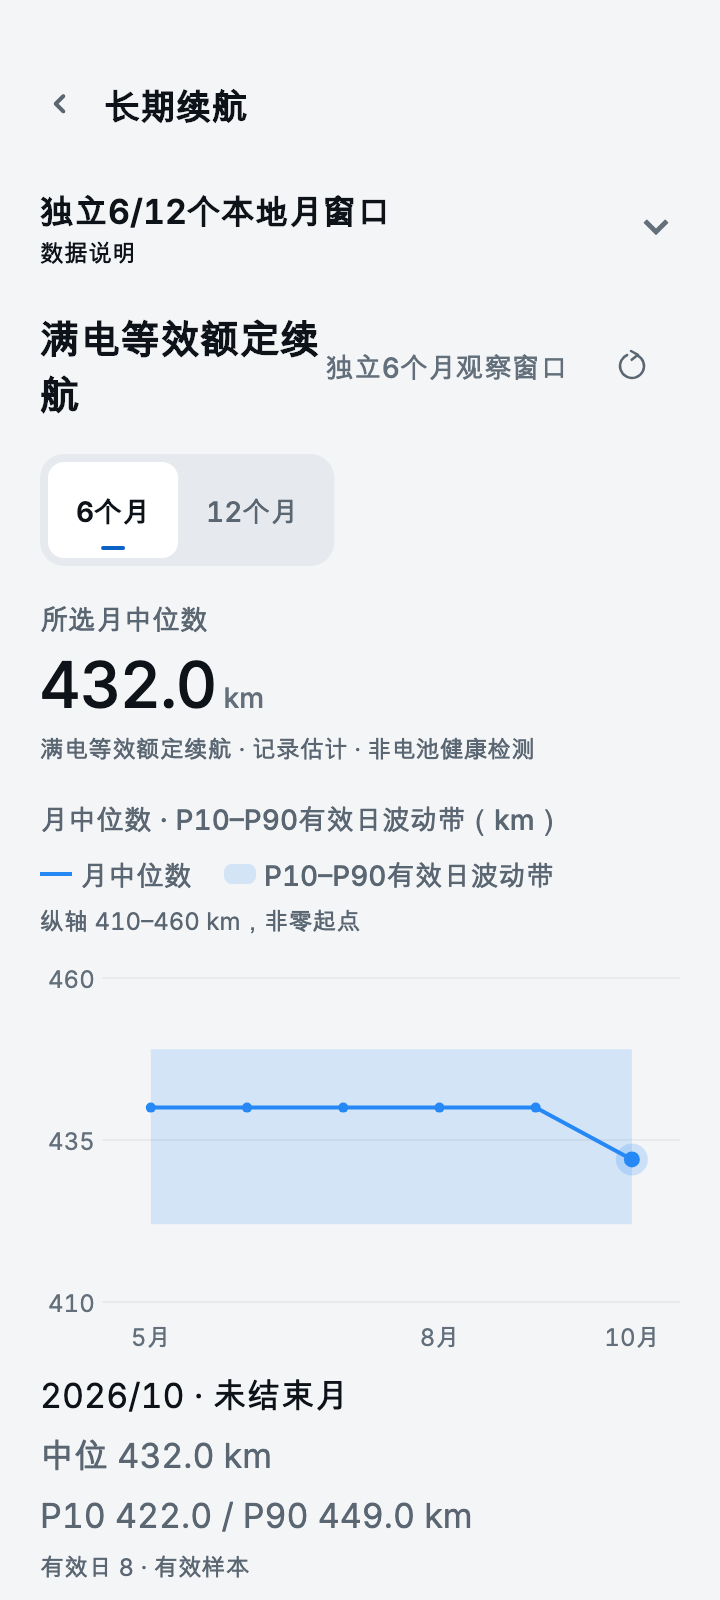 长期续航
独立6/12个本地月窗口
数据说明
满电等效额定续
航
独立6个月观察窗口
6个月
12个月
所选月中位数
432.0 km
满电等效额定续航 · 记录估计 · 非电池健康检测
月中位数 · P10–P90有效日波动带（km）
月中位数
P10–P90有效日波动带
纵轴 410–460 km，非零起点
460
435
410
5月
8月
10月
2026/10 · 未结束月
中位 432.0 km
P10 422.0 / P90 449.0 km
有效日 8 · 有效样本